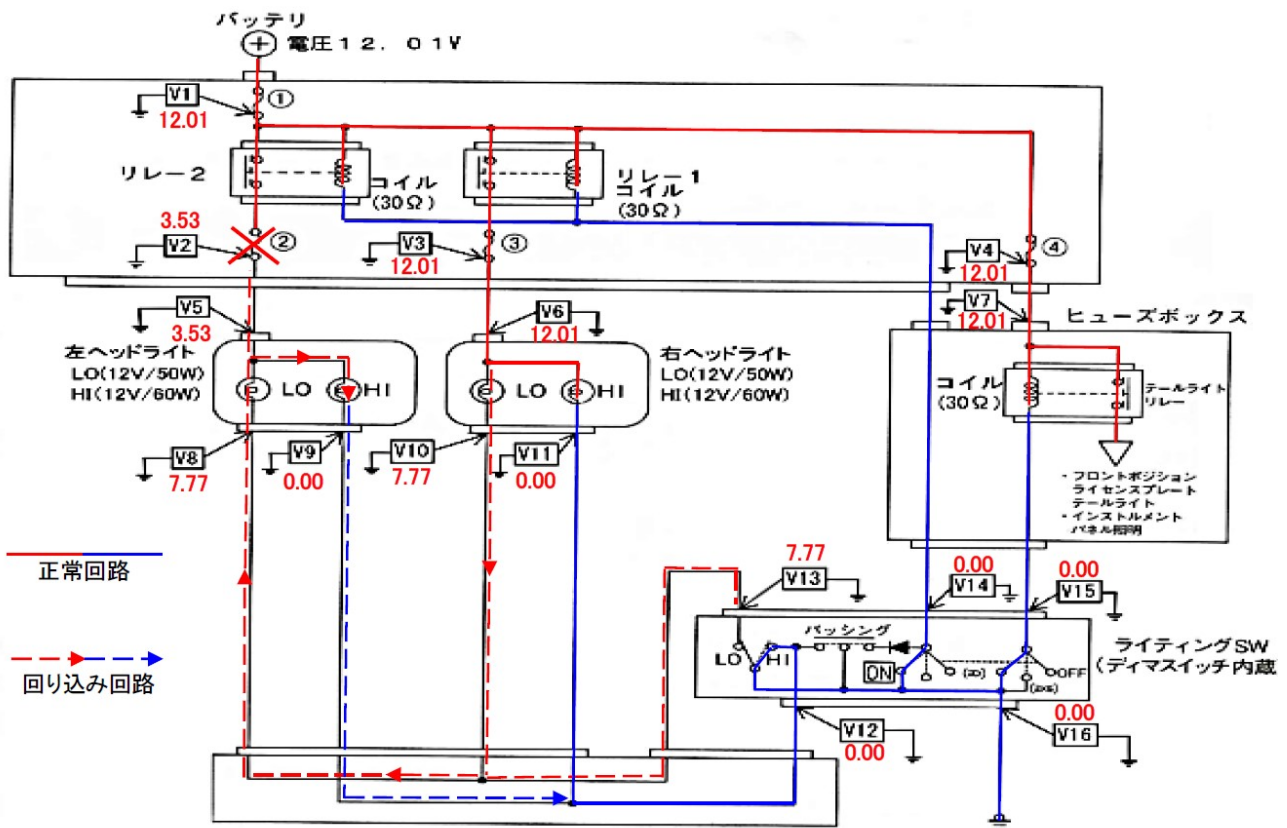 バッテリ
電圧12.01V
V1
①
12.01
リレー2
コイル
(30Ω)
リレー1
コイル
(30Ω)
3.53
V2
②
V3
③
12.01
V4
④
12.01
V5
3.53
V6
12.01
V7
12.01
ヒューズボックス
左ヘッドライト
LO(12V/50W)
HI(12V/60W)
LO
HI
LO
HI
右ヘッドライト
LO(12V/50W)
HI(12V/60W)
コイル
(30Ω)
テールライト
リレー
V8
7.77
V9
0.00
V10
7.77
V11
0.00
・フロントポジション
ライセンスプレート
テールライト
・インストルメント
パネル照明
正常回路
回り込み回路
7.77
V13
0.00
V14
0.00
V15
パッシング
LO
HI
ON
OFF
ライティングSW
(ディマスイッチ内蔵
V12
0.00
0.00
V16